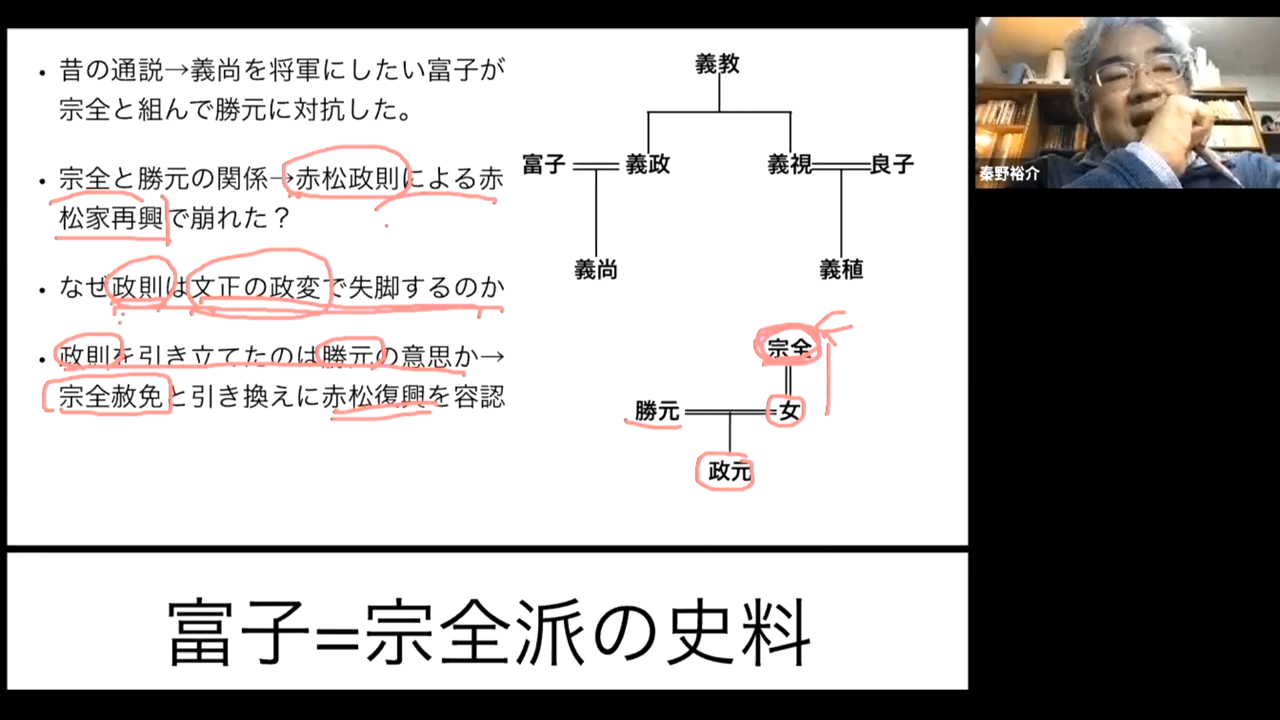 ・昔の通説→義尚を将軍にしたい富子が
宗全と組んで勝元に対抗した。
・宗全と勝元の関係→赤松政則による赤
松家再興で崩れた？
・なぜ政則は文正の政変で失脚するのか
・政則を引き立てたのは勝元の意思か→
宗全赦免と引き換えに赤松復興を容認
義教
富子 義政 義視 良子
義尚 義稙
宗全
勝元 女
政元
富子=宗全派の史料
秦野裕介